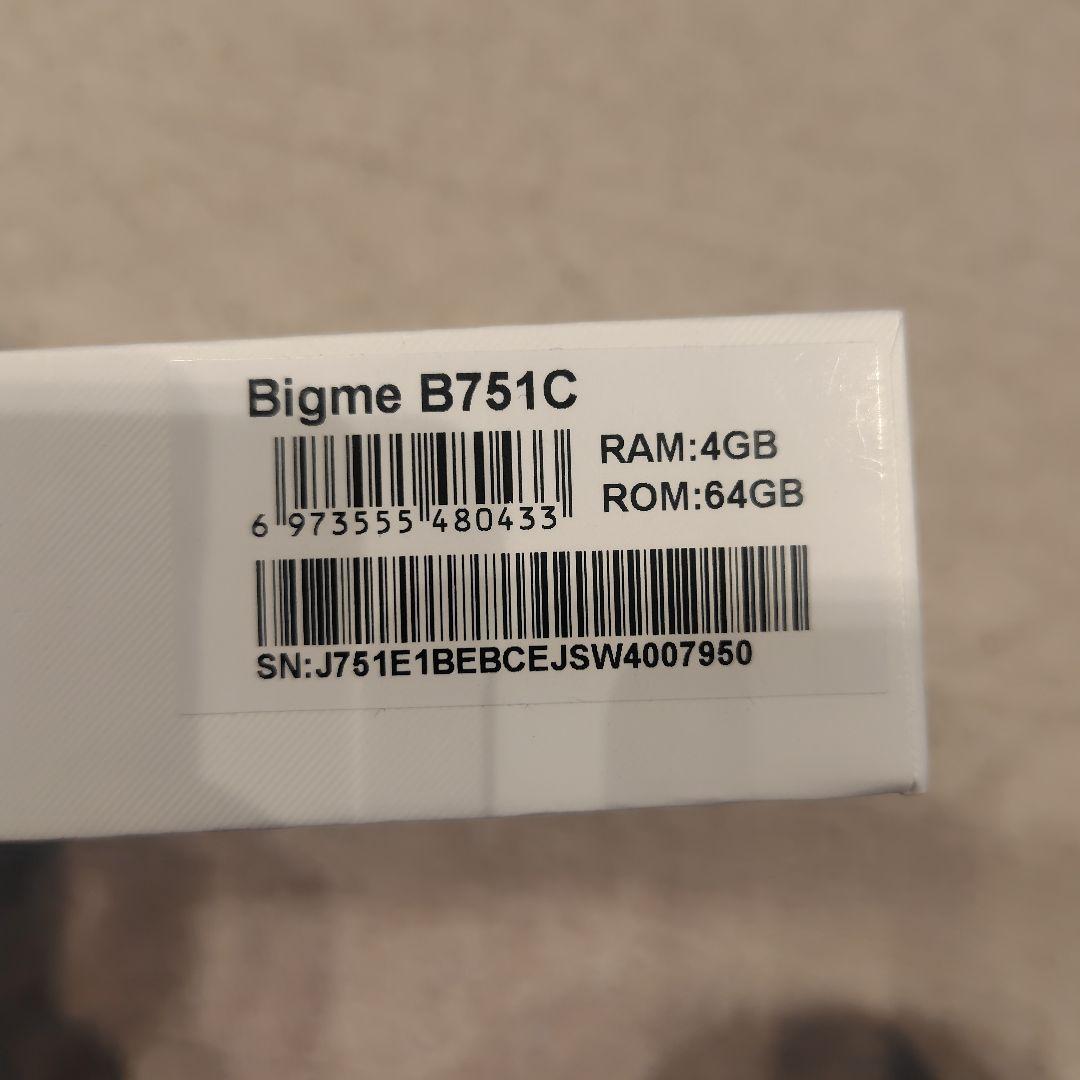 Bigme B751C
RAM:4GB
ROM:64GB
6 973555 480433
SN:J751E1BEBCEJSW4007950